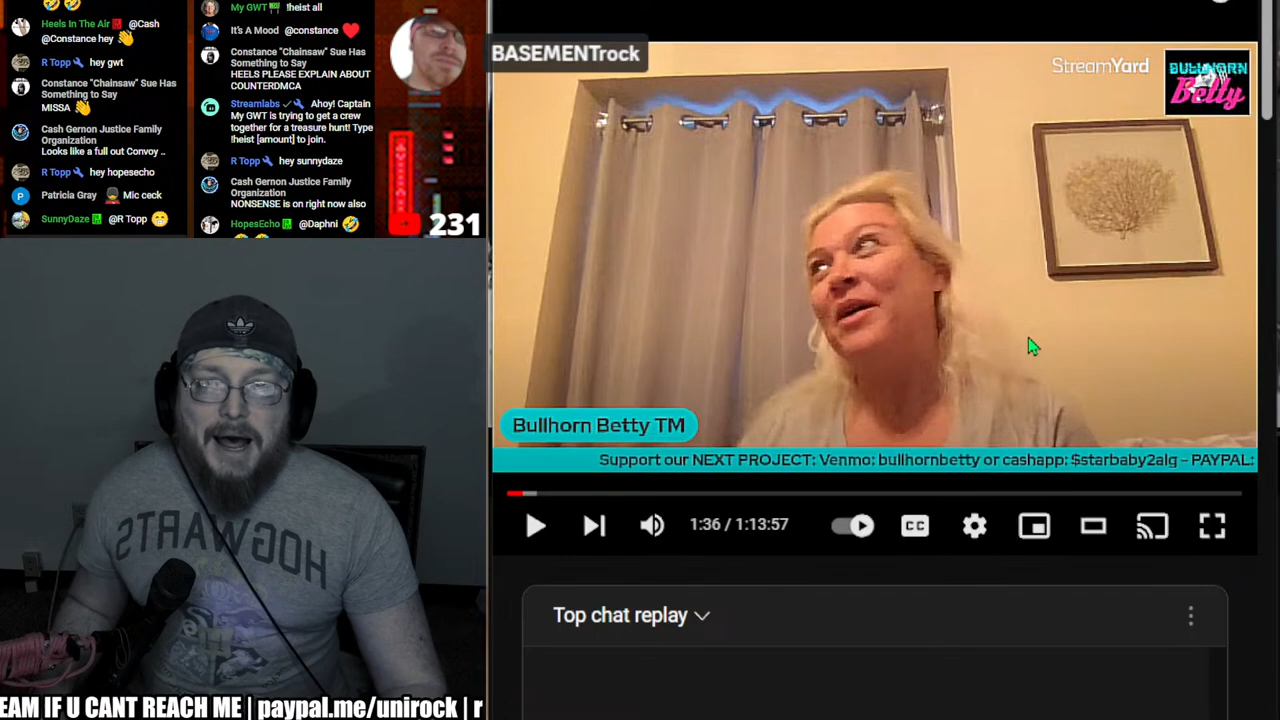 Heels In The Air @Cash
@Constance hey
R Topp hey gwt
Constance "Chainsaw" Sue Has
Something to Say
MISSA
Cash Gernon Justice Family
Organization
Looks like a full out Convoy ..
R Topp hey hopesecho
Patricia Gray Mic ceck
SunnyDaze @R Topp
My GWT !heist all
It's A Mood @constance
Constance "Chainsaw" Sue Has
Something to Say
HEELS PLEASE EXPLAIN ABOUT
COUNTERDMCA
Streamlabs Ahoy! Captain
My GWT is trying to get a crew
together for a treasure hunt! Type
!heist [amount] to join.
R Topp hey sunnydaze
Cash Gernon Justice Family
Organization
NONSENSE is on right now also
HopesEcho @Daphni
231
BASEMENTrock
StreamYard
BULLHORN
Betty
HOGWARTS
Bullhorn Betty TM
Support our NEXT PROJECT: Venmo: bullhornbetty or cashapp: $starbaby2alg - PAYPAL:
1:36 / 1:13:57
CC
Top chat replay
EAM IF U CANT REACH ME | paypal.me/unirock | r